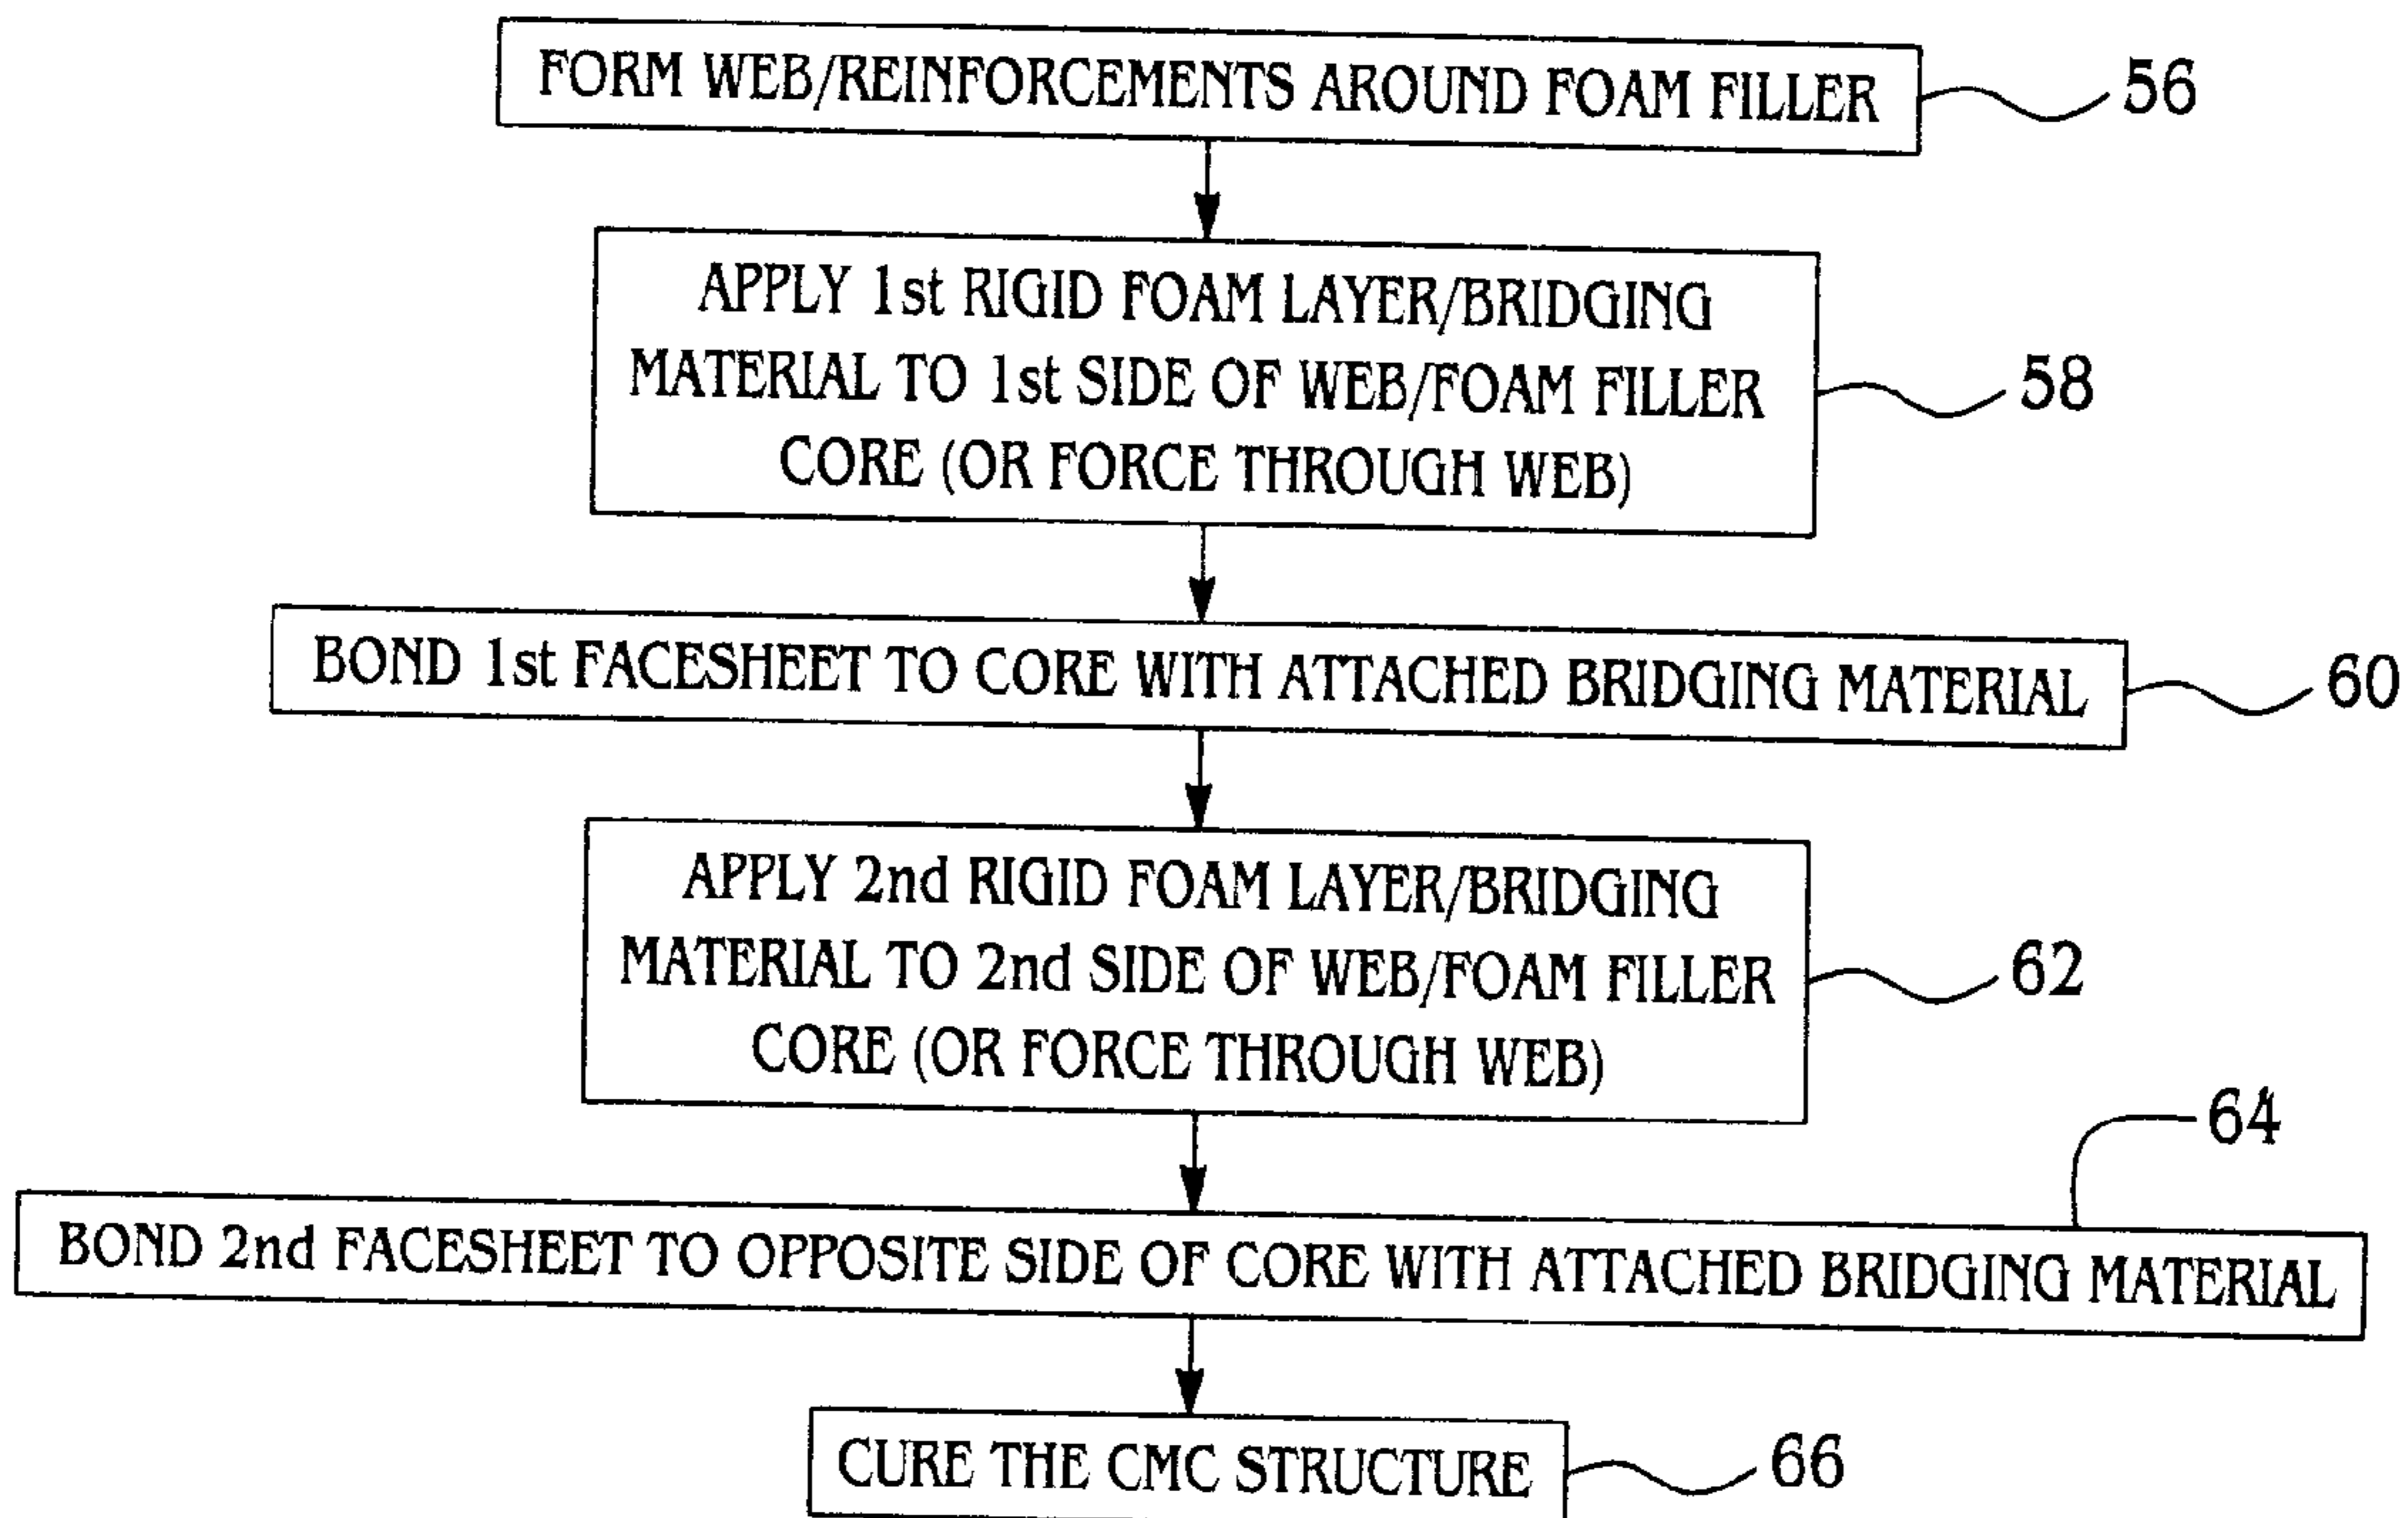 FORM WEB/REINFORCEMENTS AROUND FOAM FILLER
56
APPLY 1st RIGID FOAM LAYER/BRIDGING
MATERIAL TO 1st SIDE OF WEB/FOAM FILLER
CORE (OR FORCE THROUGH WEB)
58
BOND 1st FACESHEET TO CORE WITH ATTACHED BRIDGING MATERIAL
60
APPLY 2nd RIGID FOAM LAYER/BRIDGING
MATERIAL TO 2nd SIDE OF WEB/FOAM FILLER
CORE (OR FORCE THROUGH WEB)
62
64
BOND 2nd FACESHEET TO OPPOSITE SIDE OF CORE WITH ATTACHED BRIDGING MATERIAL
CURE THE CMC STRUCTURE
66